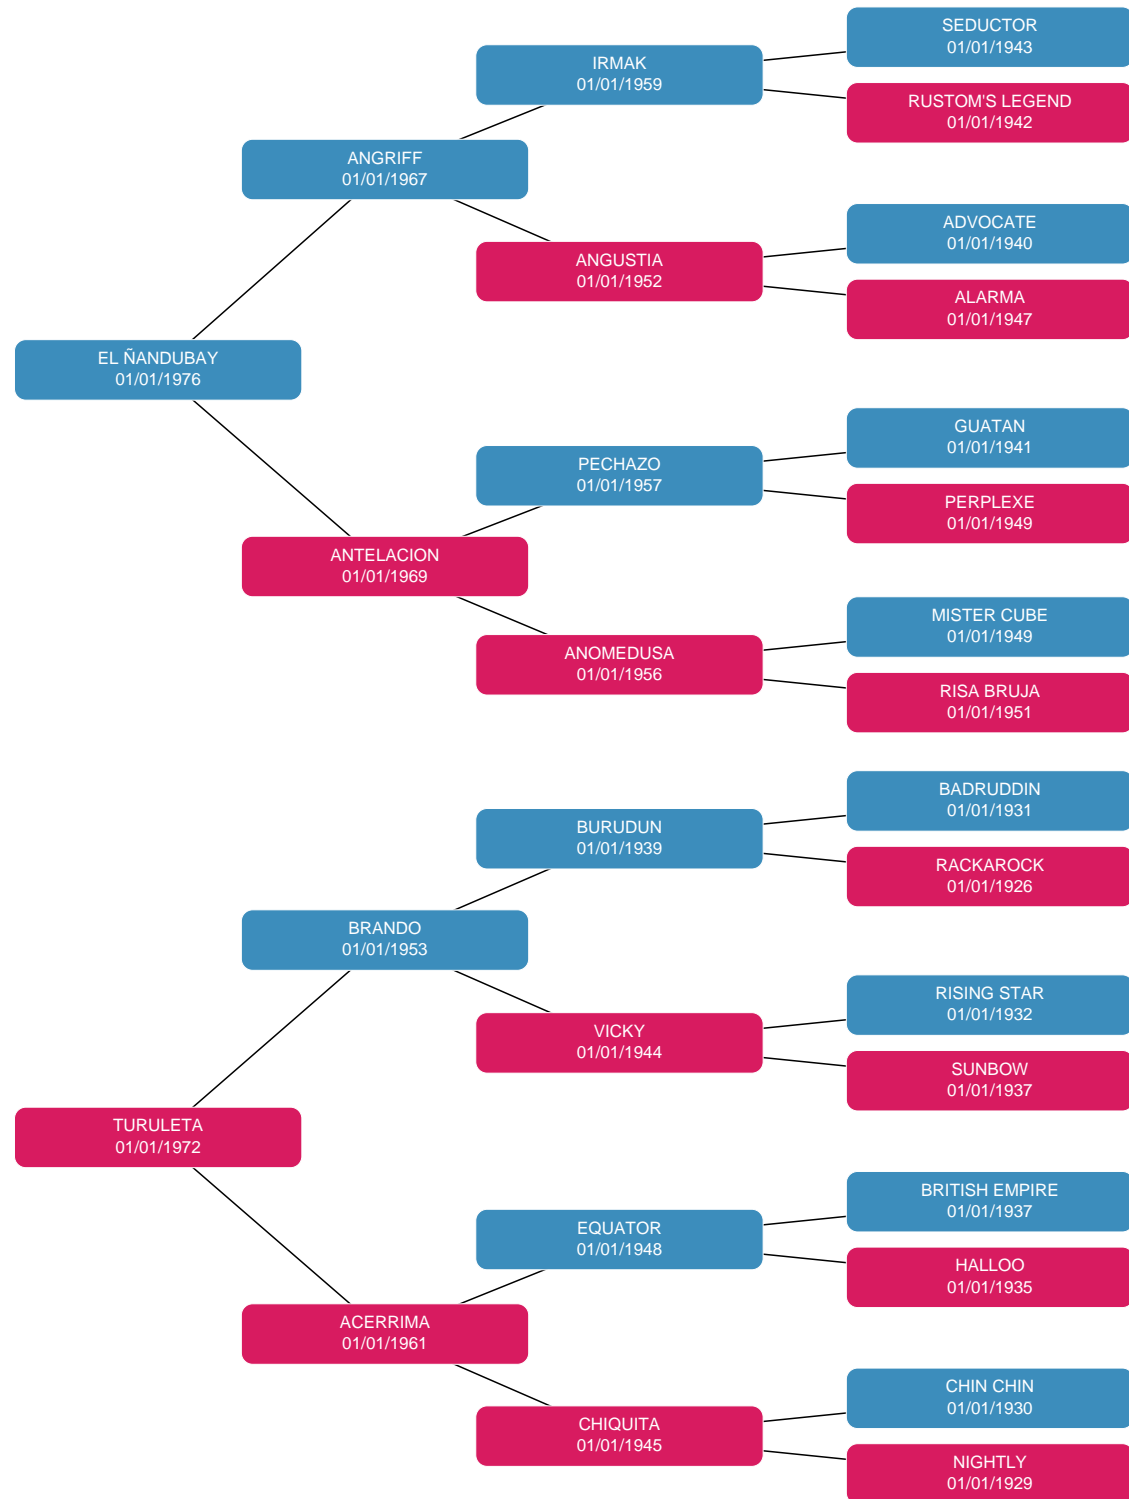 SEDUCTOR
01/01/1943
IRMAK
01/01/1959
RUSTOM'S LEGEND
01/01/1942
ANGRIFF
01/01/1967
ADVOCATE
01/01/1940
ANGUSTIA
01/01/1952
ALARMA
01/01/1947
EL ÑANDUBAY
01/01/1976
GUATAN
01/01/1941
PECHAZO
01/01/1957
PERPLEXE
01/01/1949
ANTELACION
01/01/1969
MISTER CUBE
01/01/1949
ANOMEDUSA
01/01/1956
RISA BRUJA
01/01/1951
BADRUDDIN
01/01/1931
BURUDUN
01/01/1939
RACKAROCK
01/01/1926
BRANDO
01/01/1953
RISING STAR
01/01/1932
VICKY
01/01/1944
SUNBOW
01/01/1937
TURULETA
01/01/1972
BRITISH EMPIRE
01/01/1937
EQUATOR
01/01/1948
HALLOO
01/01/1935
ACERRIMA
01/01/1961
CHIN CHIN
01/01/1930
CHIQUITA
01/01/1945
NIGHTLY
01/01/1929